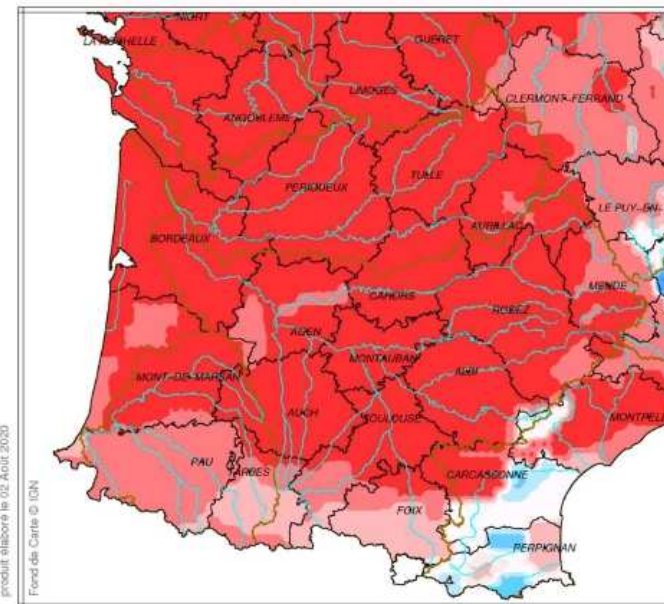 NIORT
LA ROCHELLE
GUERET
LIMOGES
CLERMONT-FERRAND
ANGOULEME
PERIGUEUX
TULLE
LE PUY-EN-
AURILLAC
BORDEAUX
CAHORS
MENDE
RODEZ
AGEN
MONTAUBAN
ALBI
MONT-DE-MARSAN
AUCH
TOULOUSE
MONTPELL
PAU
TARBES
CARCASSONNE
FOIX
PERPIGNAN
produit élaboré le 02 Août 2020
Fond de Carte © IGN